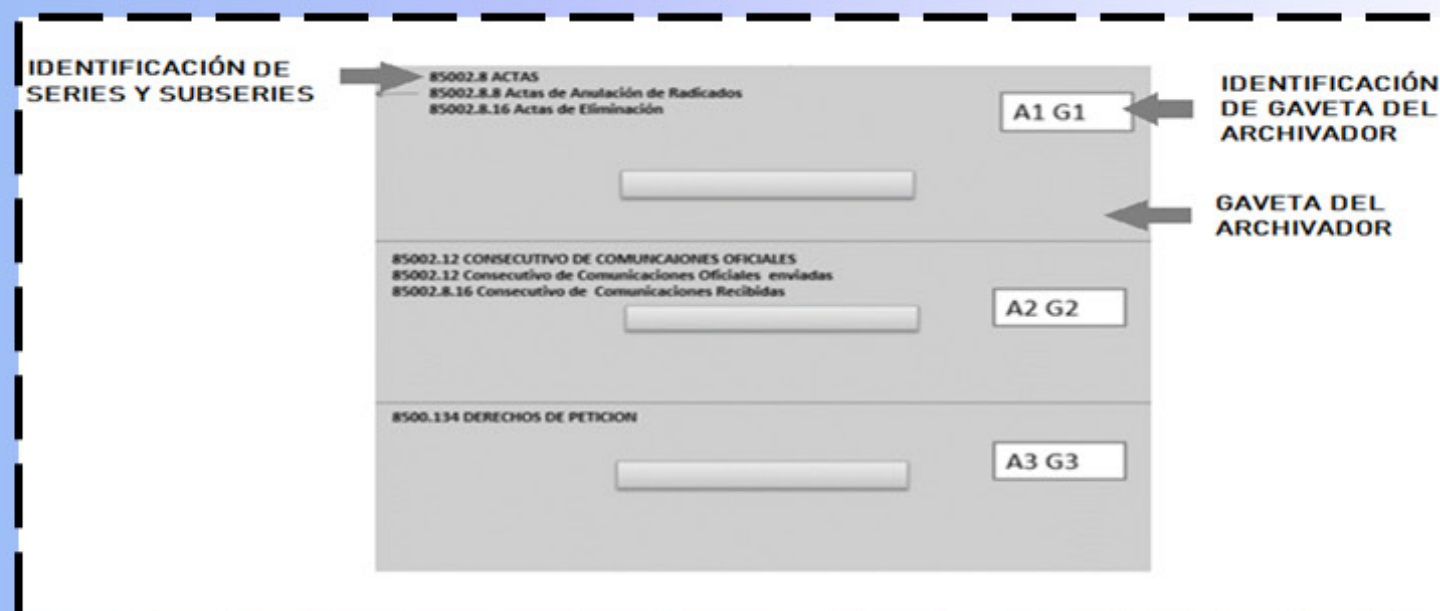 IDENTIFICACIÓN DE
SERIES Y SUBSERIES
85002.8 ACTAS
85002.8.8 Actas de Anulación de Radicados
85002.8.16 Actas de Eliminación
A1 G1
IDENTIFICACIÓN
DE GAVETA DEL
ARCHIVADOR
GAVETA DEL
ARCHIVADOR
85002.12 CONSECUTIVO DE COMUNCAIONES OFICIALES
85002.12 Consecutivo de Comunicaciones Oficiales enviadas
85002.8.16 Consecutivo de Comunicaciones Recibidas
A2 G2
8500.134 DERECHOS DE PETICION
A3 G3